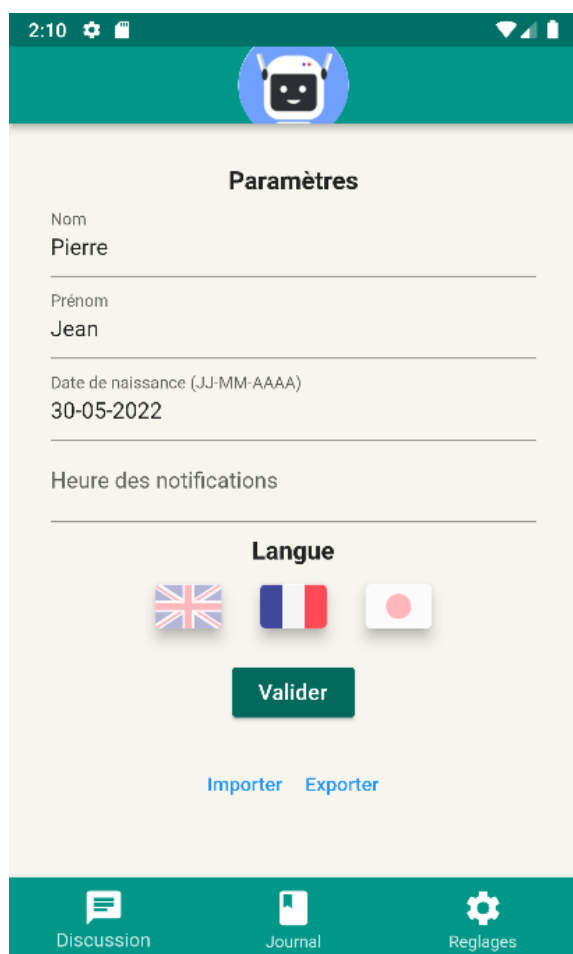 2:10
Paramètres
Nom
Pierre
Prénom
Jean
Date de naissance (JJ-MM-AAAA)
30-05-2022
Heure des notifications
Langue
Valider
Importer Exporter
Discussion Journal Reglages